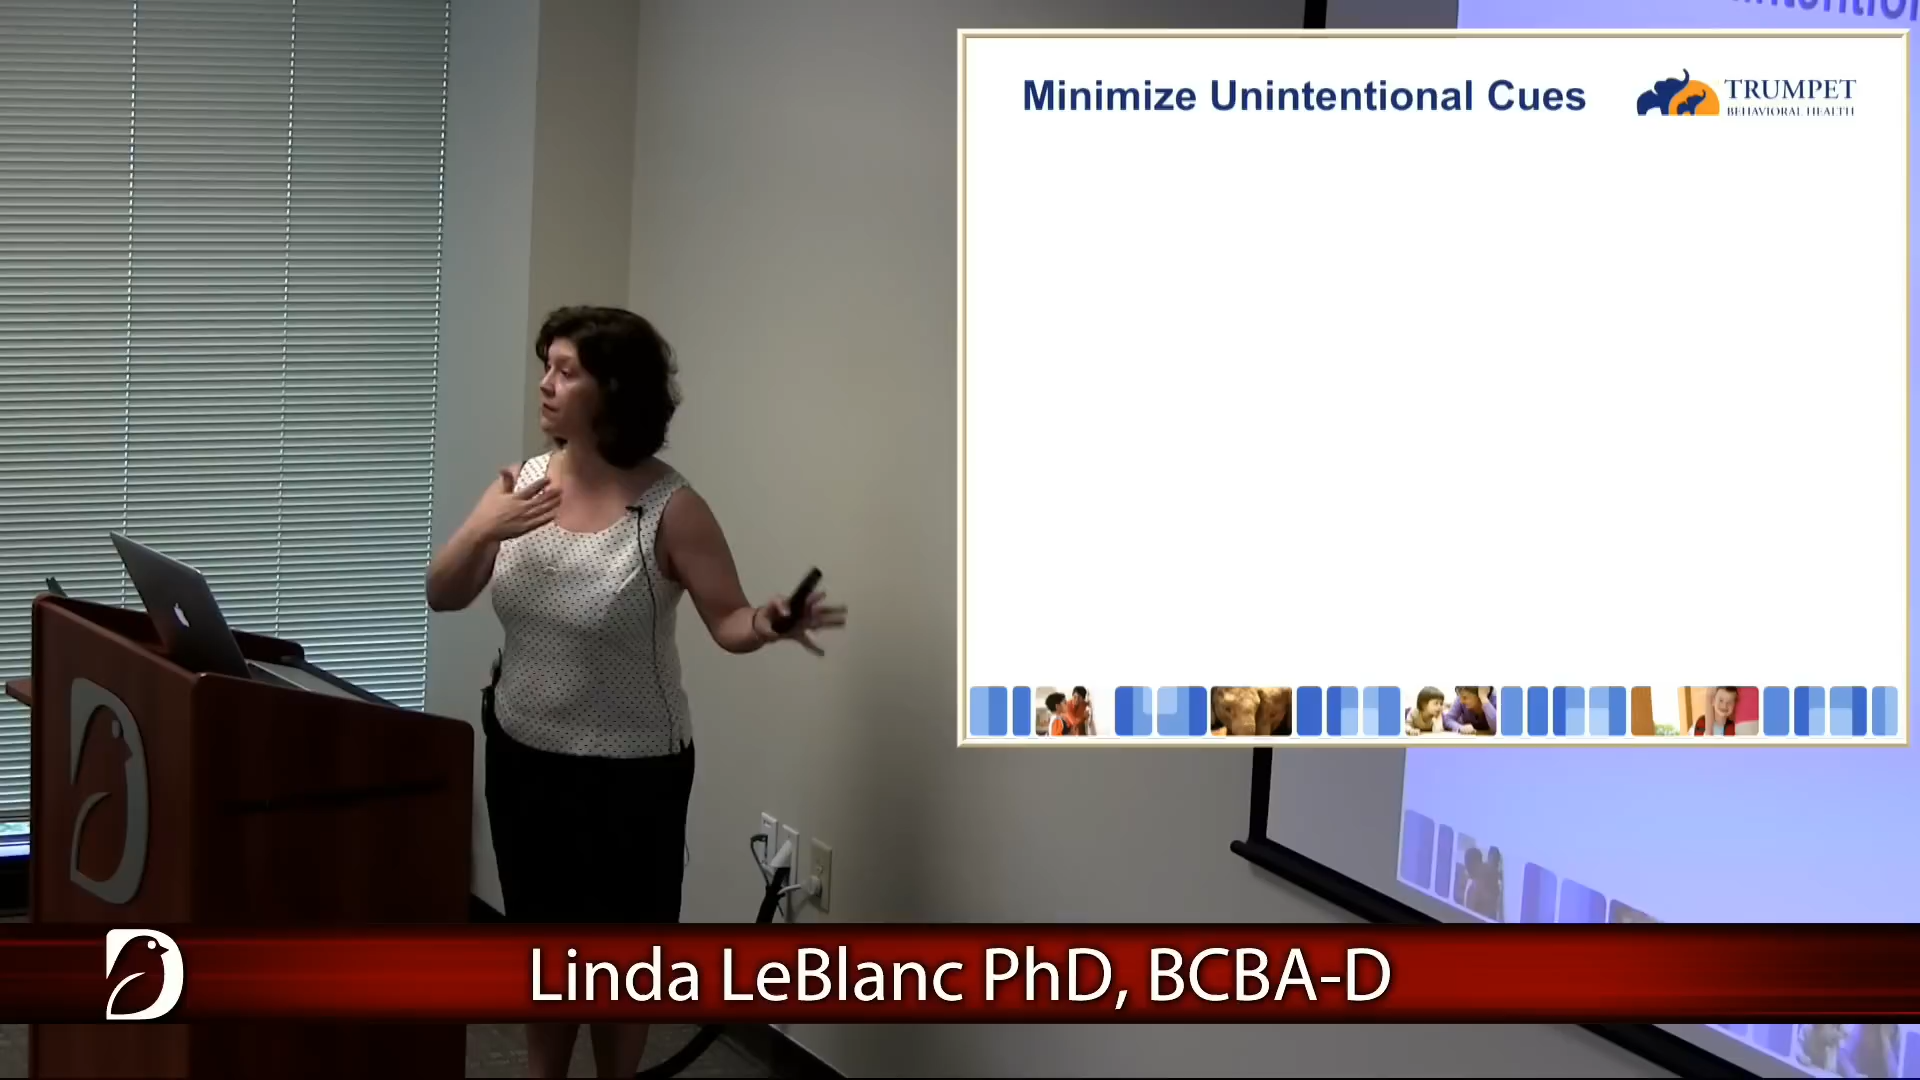 Minimize Unintentional Cues
TRUMPET
BEHAVIORAL HEALTH
Linda LeBlanc PhD, BCBA-D